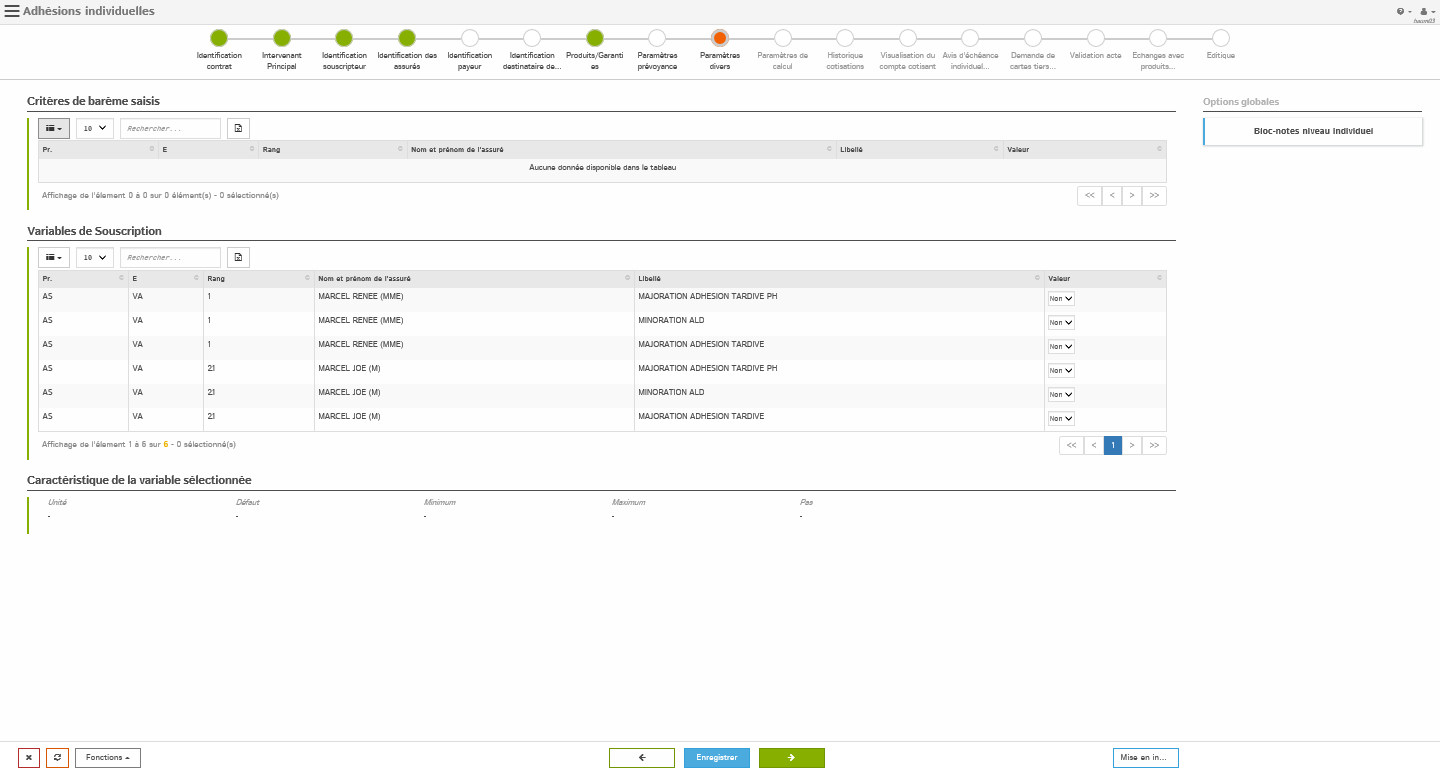 Adhésions individuelles
haum03
Identification contrat
Intervenant Principal
Identification souscripteur
Identification des assurés
Identification payeur
Identification destinataire de...
Produits/Garanties
Paramètres prévoyance
Paramètres divers
Paramètres de calcul
Historique cotisations
Visualisation du compte cotisant
Avis d'échéance individuel...
Demande de cartes tiers...
Validation acte
Echanges avec produits...
Editique
Critères de barème saisis
Options globales
10 Rechercher...
Bloc-notes niveau individuel
Pr. E Rang Nom et prénom de l'assuré Libellé Valeur
Aucune donnée disponible dans le tableau
Affichage de l'élement 0 à 0 sur 0 élément(s) - 0 sélectionné(s) << < > >>
Variables de Souscription
10 Rechercher...
Pr. E Rang Nom et prénom de l'assuré Libellé Valeur
AS VA 1 MARCEL RENEE (MME) MAJORATION ADHESION TARDIVE PH Non
AS VA 1 MARCEL RENEE (MME) MINORATION ALD Non
AS VA 1 MARCEL RENEE (MME) MAJORATION ADHESION TARDIVE Non
AS VA 21 MARCEL JOE (M) MAJORATION ADHESION TARDIVE PH Non
AS VA 21 MARCEL JOE (M) MINORATION ALD Non
AS VA 21 MARCEL JOE (M) MAJORATION ADHESION TARDIVE Non
Affichage de l'élement 1 à 6 sur 6 - 0 sélectionné(s) << < 1 > >>
Caractéristique de la variable sélectionnée
Unité Défaut Minimum Maximum Pas
- - - - -
Fonctions Enregistrer Mise en in...